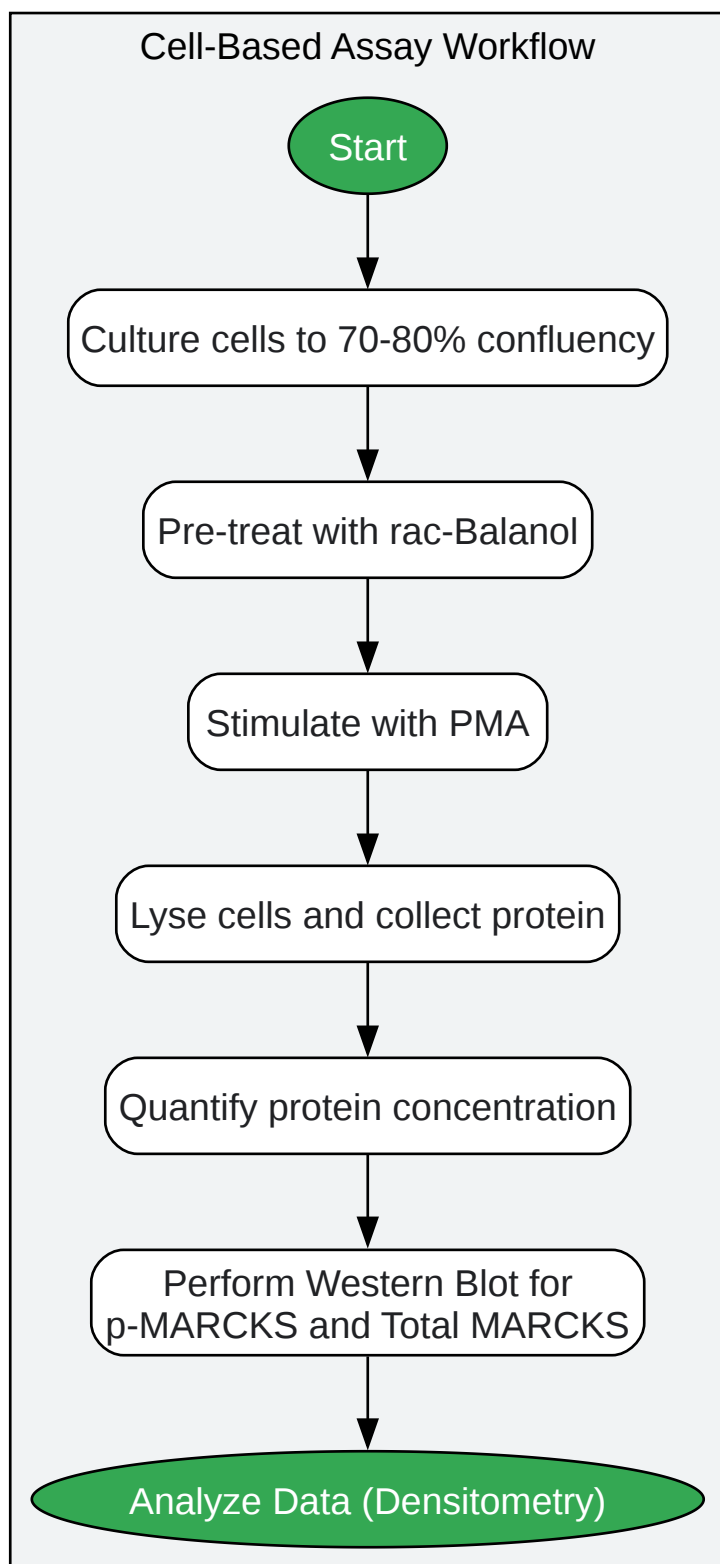 Cell-Based Assay Workflow
Start
Culture cells to 70-80% confluency
Pre-treat with rac-Balanol
Stimulate with PMA
Lyse cells and collect protein
Quantify protein concentration
Perform Western Blot for
p-MARCKS and Total MARCKS
Analyze Data (Densitometry)